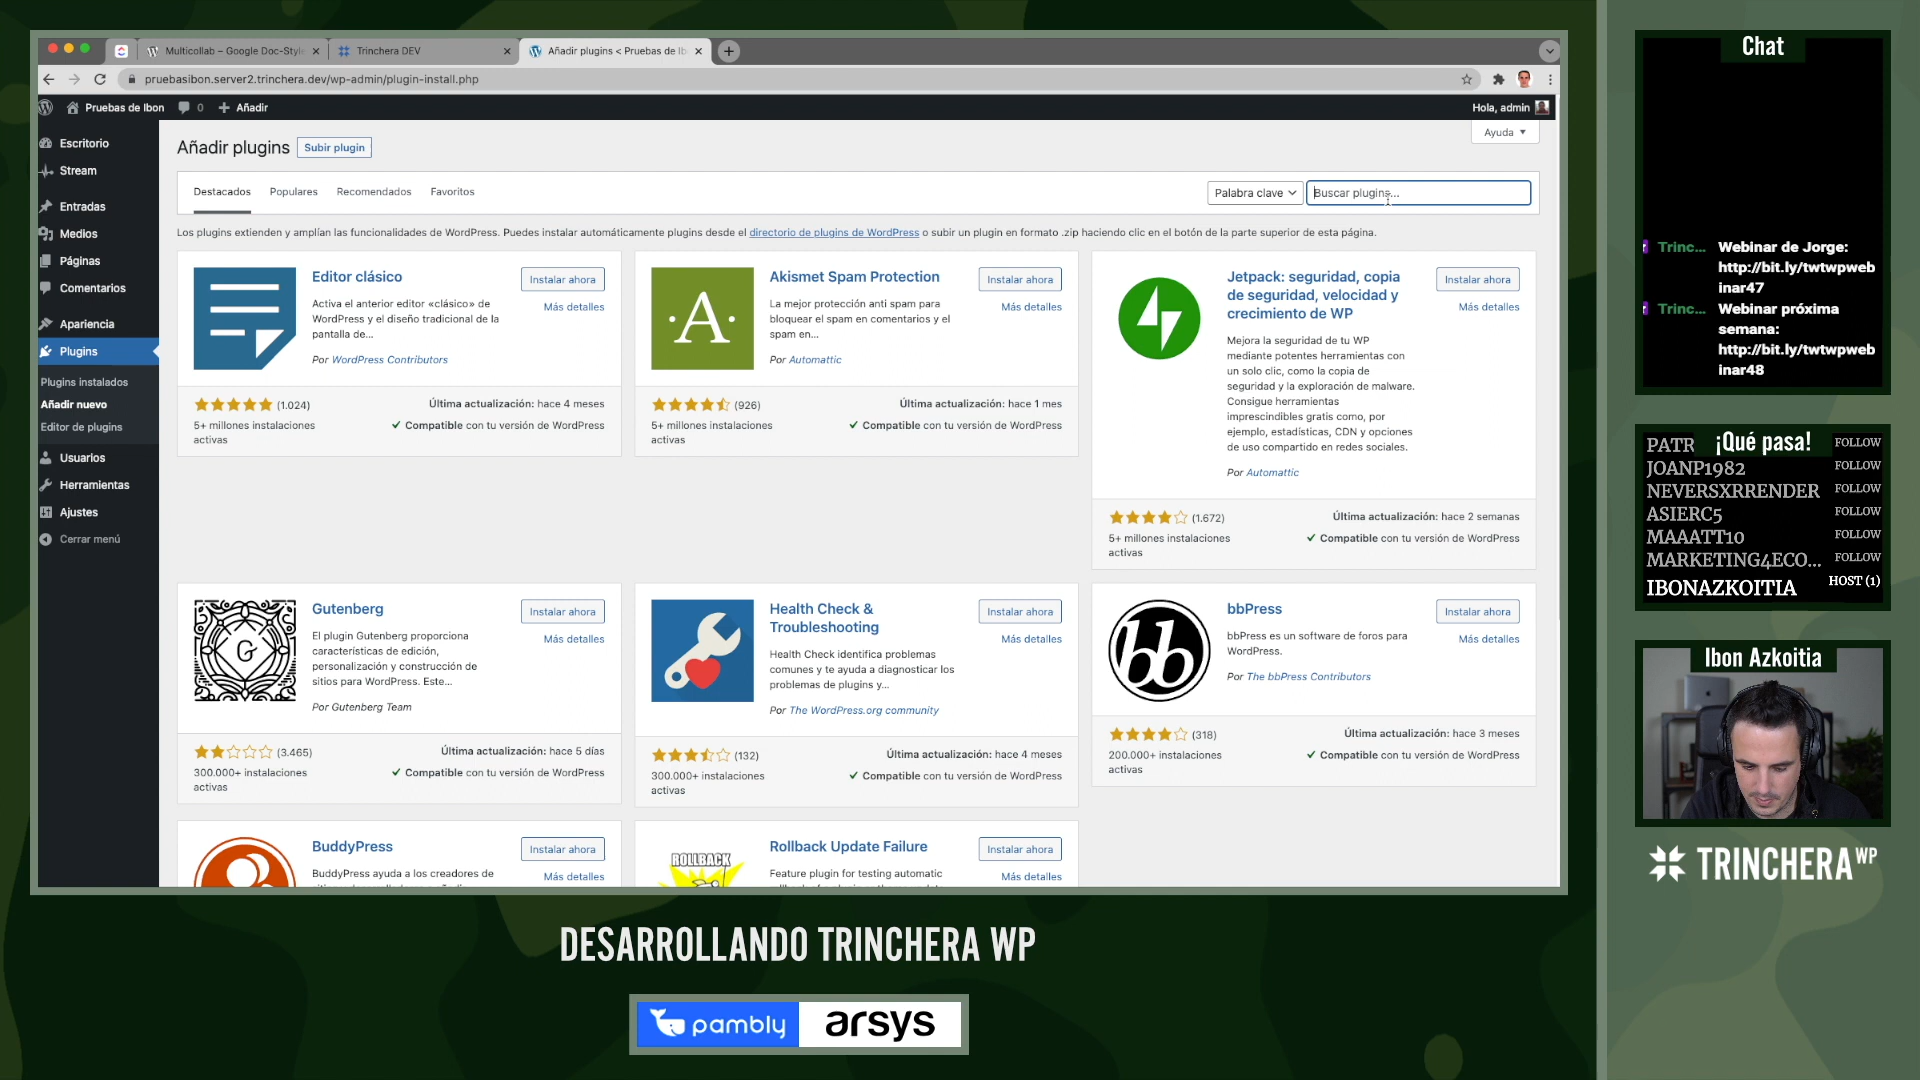 Multicollab – Google Doc-Style
Trinchera DEV
Añadir plugins < Pruebas de Ib
pruebasibon.server2.trinchera.dev/wp-admin/plugin-install.php
Pruebas de Ibon
0
Añadir
Hola, admin
Escritorio
Stream
Entradas
Medios
Páginas
Comentarios
Apariencia
Plugins
Plugins instalados
Añadir nuevo
Editor de plugins
Usuarios
Herramientas
Ajustes
Cerrar menú
Ayuda
Añadir plugins
Subir plugin
Destacados
Populares
Recomendados
Favoritos
Palabra clave
Buscar plugins...
Los plugins extienden y amplían las funcionalidades de WordPress. Puedes instalar automáticamente plugins desde el directorio de plugins de WordPress o subir un plugin en formato .zip haciendo clic en el botón de la parte superior de esta página.
Editor clásico
Instalar ahora
Más detalles
Activa el anterior editor «clásico» de
WordPress y el diseño tradicional de la
pantalla de...
Por WordPress Contributors
(1.024)
Última actualización: hace 4 meses
5+ millones instalaciones
activas
Compatible con tu versión de WordPress
·A·
Akismet Spam Protection
Instalar ahora
Más detalles
La mejor protección anti spam para
bloquear el spam en comentarios y el
spam en...
Por Automattic
(926)
Última actualización: hace 1 mes
5+ millones instalaciones
activas
Compatible con tu versión de WordPress
Jetpack: seguridad, copia
de seguridad, velocidad y
crecimiento de WP
Instalar ahora
Más detalles
Mejora la seguridad de tu WP
mediante potentes herramientas con
un solo clic, como la copia de
seguridad y la exploración de malware.
Consigue herramientas
imprescindibles gratis como, por
ejemplo, estadísticas, CDN y opciones
de uso compartido en redes sociales.
Por Automattic
(1.672)
Última actualización: hace 2 semanas
5+ millones instalaciones
activas
Compatible con tu versión de WordPress
G
Gutenberg
Instalar ahora
Más detalles
El plugin Gutenberg proporciona
características de edición,
personalización y construcción de
sitios para WordPress. Este...
Por Gutenberg Team
(3.465)
Última actualización: hace 5 días
300.000+ instalaciones
activas
Compatible con tu versión de WordPress
Health Check &
Troubleshooting
Instalar ahora
Más detalles
Health Check identifica problemas
comunes y te ayuda a diagnosticar los
problemas de plugins y...
Por The WordPress.org community
(132)
Última actualización: hace 4 meses
300.000+ instalaciones
activas
Compatible con tu versión de WordPress
bb
bbPress
Instalar ahora
Más detalles
bbPress es un software de foros para
WordPress.
Por The bbPress Contributors
(318)
Última actualización: hace 3 meses
200.000+ instalaciones
activas
Compatible con tu versión de WordPress
BuddyPress
Instalar ahora
Más detalles
BuddyPress ayuda a los creadores de
ROLLBACK
Rollback Update Failure
Instalar ahora
Más detalles
Feature plugin for testing automatic
Chat
Trinc... Webinar de Jorge:
http://bit.ly/twtwpweb
inar47
Trinc... Webinar próxima
semana:
http://bit.ly/twtwpweb
inar48
¡Qué pasa!
PATR FOLLOW
JOANP1982 FOLLOW
NEVERSXRRENDER FOLLOW
ASIERC5 FOLLOW
MAAATT10 FOLLOW
MARKETING4ECO... FOLLOW
IBONAZKOITIA HOST (1)
Ibon Azkoitia
TRINCHERA WP
DESARROLLANDO TRINCHERA WP
pambly
arsys